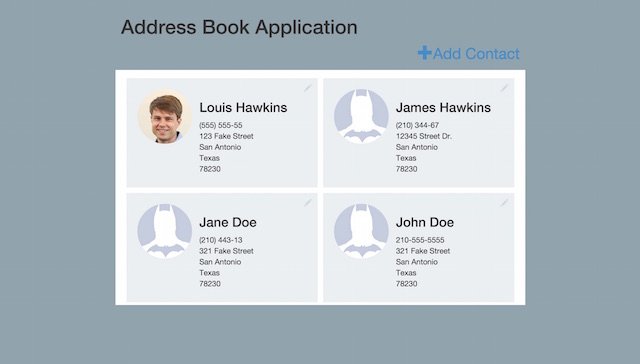 Address Book Application
Add Contact
Louis Hawkins
(555) 555-55
123 Fake Street
San Antonio
Texas
78230
James Hawkins
(210) 344-67
12345 Street Dr.
San Antonio
Texas
78230
Jane Doe
(210) 443-13
321 Fake Street
San Antonio
Texas
78230
John Doe
210-555-5555
321 Fake Street
San Antonio
Texas
78230